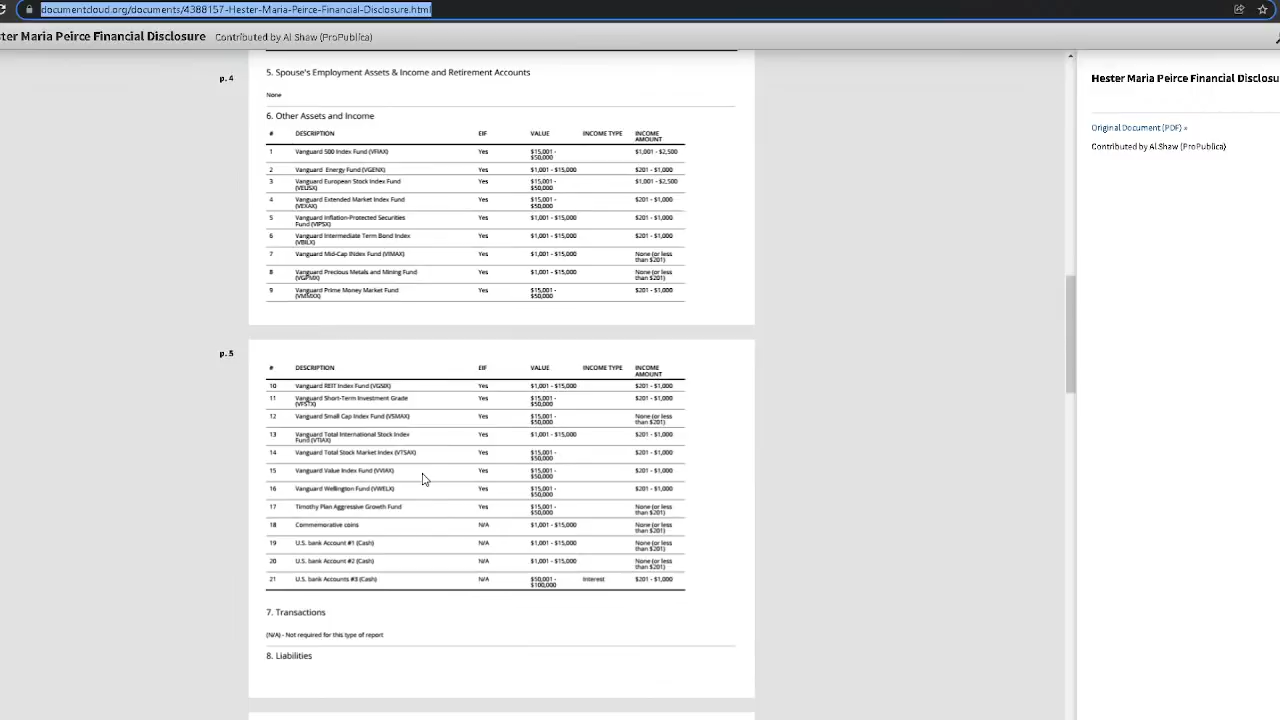 documentcloud.org/documents/4388157-Hester-Maria-Peirce-Financial-Disclosure.html
ster Maria Peirce Financial Disclosure Contributed by Al Shaw (ProPublica)
p. 4
5. Spouse's Employment Assets & Income and Retirement Accounts
None
6. Other Assets and Income
# DESCRIPTION EIF VALUE INCOME TYPE INCOME
AMOUNT
1 Vanguard 500 Index Fund (VFIAX) Yes $15,001 - $1,001 - $2,500
$50,000
2 Vanguard Energy Fund (VGENX) Yes $1,001 - $15,000 $201 - $1,000
3 Vanguard European Stock Index Fund Yes $15,001 - $1,001 - $2,500
(VEUSX) $50,000
4 Vanguard Extended Market Index Fund Yes $15,001 - $201 - $1,000
(VEXAX) $50,000
5 Vanguard Inflation-Protected Securities Yes $1,001 - $15,000 $201 - $1,000
Fund (VIPSX)
6 Vanguard Intermediate Term Bond Index Yes $1,001 - $15,000 $201 - $1,000
(VBILX)
7 Vanguard Mid-Cap INdex Fund (VIMAX) Yes $1,001 - $15,000 None (or less
than $201)
8 Vanguard Precious Metals and Mining Fund Yes $1,001 - $15,000 None (or less
(VGPMX) than $201)
9 Vanguard Prime Money Market Fund Yes $15,001 - $201 - $1,000
(VMMXX) $50,000
p. 5
# DESCRIPTION EIF VALUE INCOME TYPE INCOME
AMOUNT
10 Vanguard REIT Index Fund (VGSIX) Yes $1,001 - $15,000 $201 - $1,000
11 Vanguard Short-Term Investment Grade Yes $15,001 - $201 - $1,000
(VFSTX) $50,000
12 Vanguard Small Cap Index Fund (VSMAX) Yes $15,001 - None (or less
$50,000 than $201)
13 Vanguard Total International Stock Index Yes $1,001 - $15,000 $201 - $1,000
Fund (VTIAX)
14 Vanguard Total Stock Market Index (VTSAX) Yes $15,001 - $201 - $1,000
$50,000
15 Vanguard Value Index Fund (VVIAX) Yes $15,001 - $201 - $1,000
$50,000
16 Vanguard Wellington Fund (VWELX) Yes $15,001 - $201 - $1,000
$50,000
17 Timothy Plan Aggressive Growth Fund Yes $15,001 - None (or less
$50,000 than $201)
18 Commemorative coins N/A $1,001 - $15,000 None (or less
than $201)
19 U.S. bank Account #1 (Cash) N/A $1,001 - $15,000 None (or less
than $201)
20 U.S. bank Account #2 (Cash) N/A $1,001 - $15,000 None (or less
than $201)
21 U.S. bank Accounts #3 (Cash) N/A $50,001 - Interest $201 - $1,000
$100,000
7. Transactions
(N/A) - Not required for this type of report
8. Liabilities
Hester Maria Peirce Financial Disclosu
Original Document (PDF) »
Contributed by Al Shaw (ProPublica)